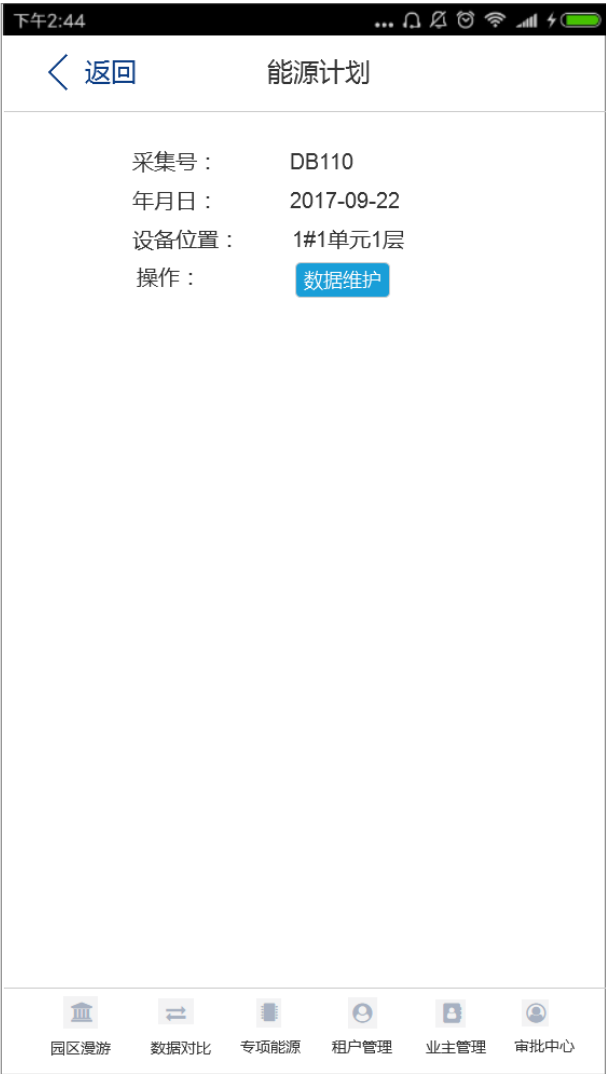 下午2:44
返回 能源计划
采集号： DB110
年月日： 2017-09-22
设备位置： 1#1单元1层
操作： 数据维护
园区漫游 数据对比 专项能源 租户管理 业主管理 审批中心